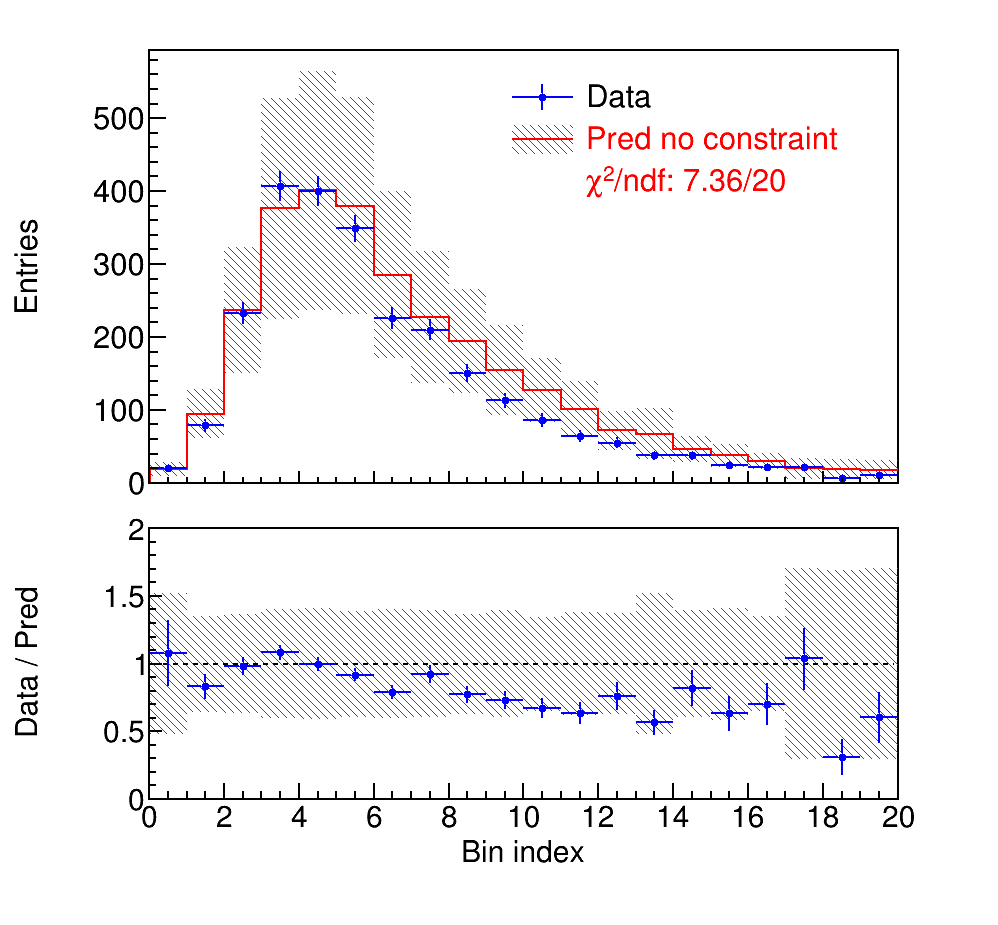 Data
Pred no constraint
χ²/ndf: 7.36/20
Entries
500
400
300
200
100
0
Data / Pred
2
1.5
1
0.5
0
0 2 4 6 8 10 12 14 16 18 20
Bin index